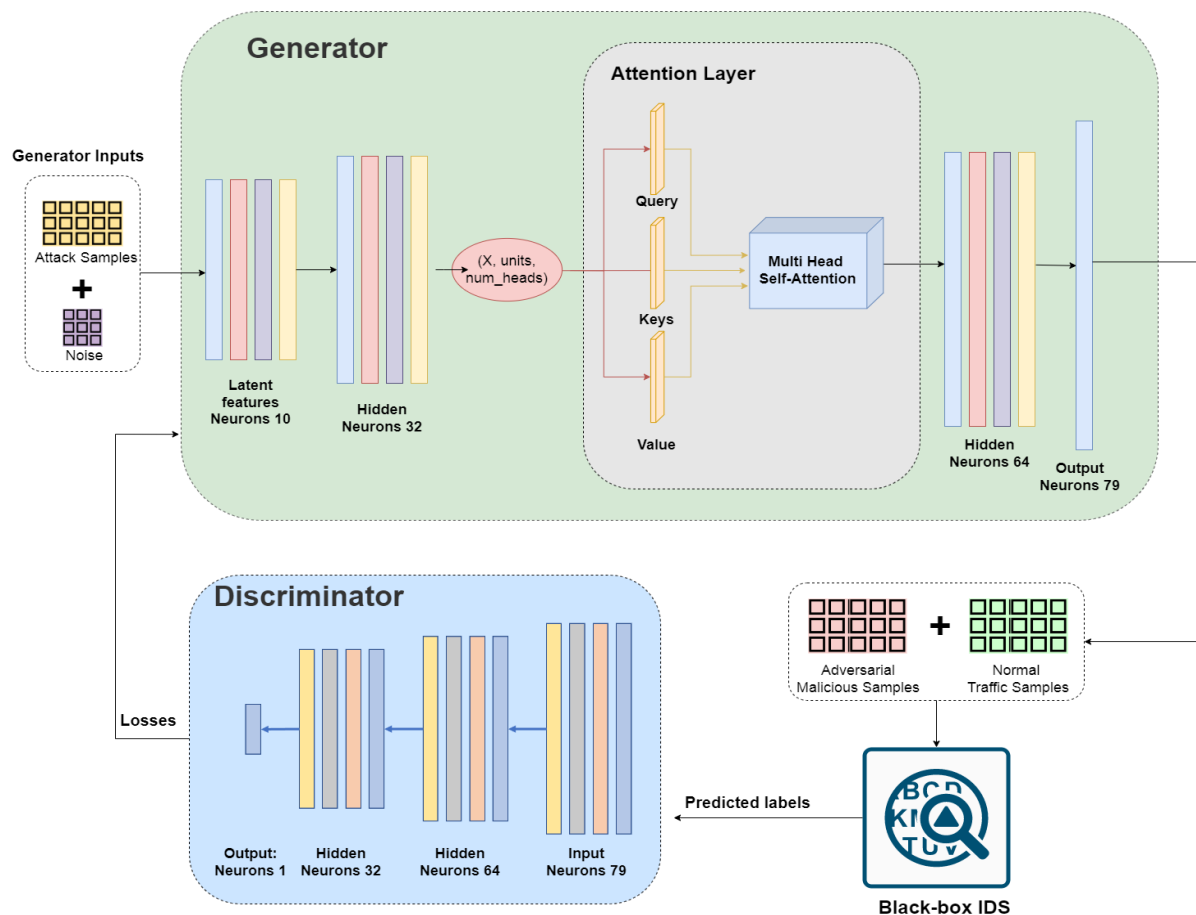 Generator
Attention Layer
Generator Inputs
Attack Samples
+
Noise
Latent
features
Neurons 10
Hidden
Neurons 32
(X, units,
num_heads)
Query
Keys
Value
Multi Head
Self-Attention
Hidden
Neurons 64
Output
Neurons 79
Discriminator
Losses
Output:
Neurons 1
Hidden
Neurons 32
Hidden
Neurons 64
Input
Neurons 79
Adversarial
Malicious Samples
+
Normal
Traffic Samples
Predicted labels
Black-box IDS